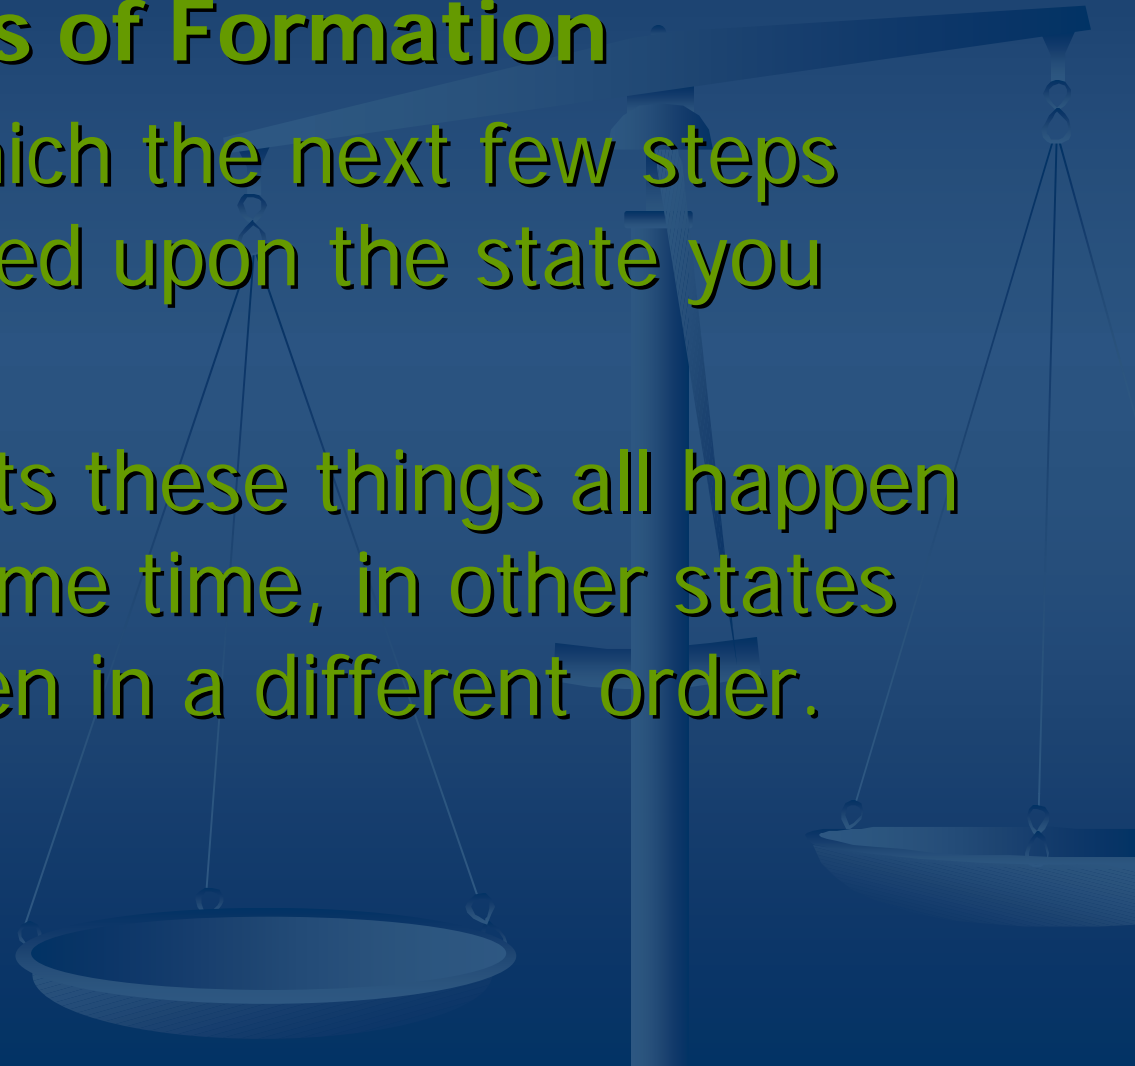 s of Formation
hich the next few steps
ed upon the state you
ts these things all happen
me time, in other states
en in a different order.